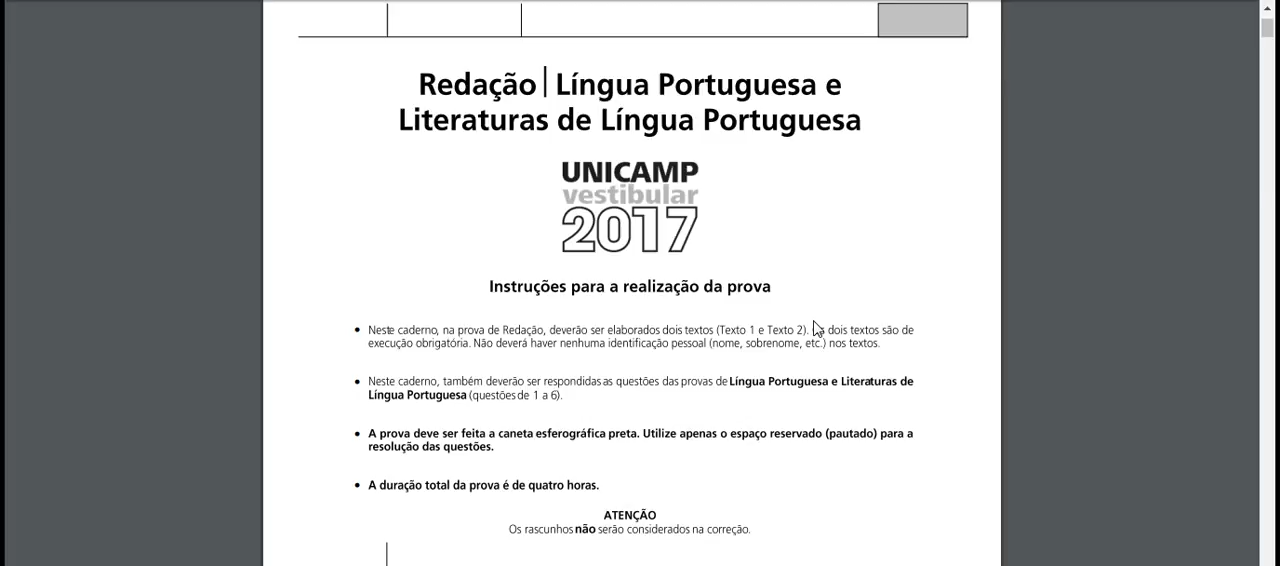 Redação | Língua Portuguesa e
Literaturas de Língua Portuguesa
UNICAMP
vestibular
2017
Instruções para a realização da prova
• Neste caderno, na prova de Redação, deverão ser elaborados dois textos (Texto 1 e Texto 2). dois textos são de
execução obrigatória. Não deverá haver nenhuma identificação pessoal (nome, sobrenome, etc.) nos textos.
• Neste caderno, também deverão ser respondidas as questões das provas de Língua Portuguesa e Literaturas de
Língua Portuguesa (questões de 1 a 6).
• A prova deve ser feita a caneta esferográfica preta. Utilize apenas o espaço reservado (pautado) para a
resolução das questões.
• A duração total da prova é de quatro horas.
ATENÇÃO
Os rascunhos não serão considerados na correção.